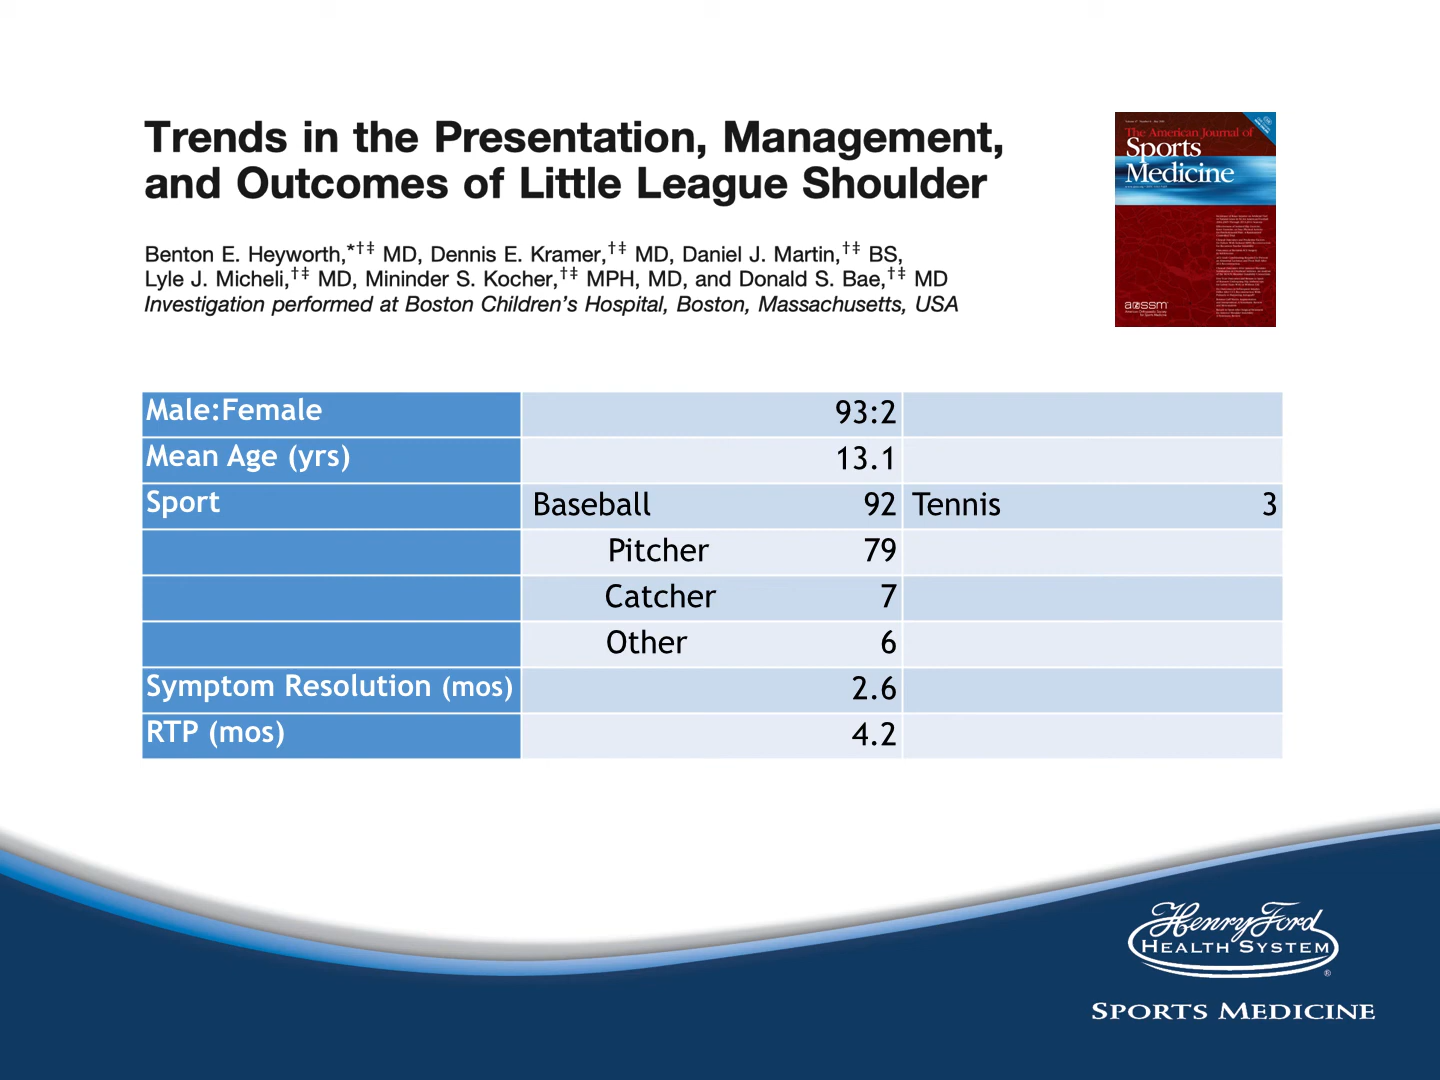 Trends in the Presentation, Management,
and Outcomes of Little League Shoulder
Benton E. Heyworth,*†‡ MD, Dennis E. Kramer,†‡ MD, Daniel J. Martin,†‡ BS,
Lyle J. Micheli,†‡ MD, Mininder S. Kocher,†‡ MPH, MD, and Donald S. Bae,†‡ MD
Investigation performed at Boston Children's Hospital, Boston, Massachusetts, USA
The American Journal of
Sports
Medicine
aossm
Male:Female 93:2
Mean Age (yrs) 13.1
Sport Baseball 92 Tennis 3
Pitcher 79
Catcher 7
Other 6
Symptom Resolution (mos) 2.6
RTP (mos) 4.2
Henry Ford
HEALTH SYSTEM
®
SPORTS MEDICINE